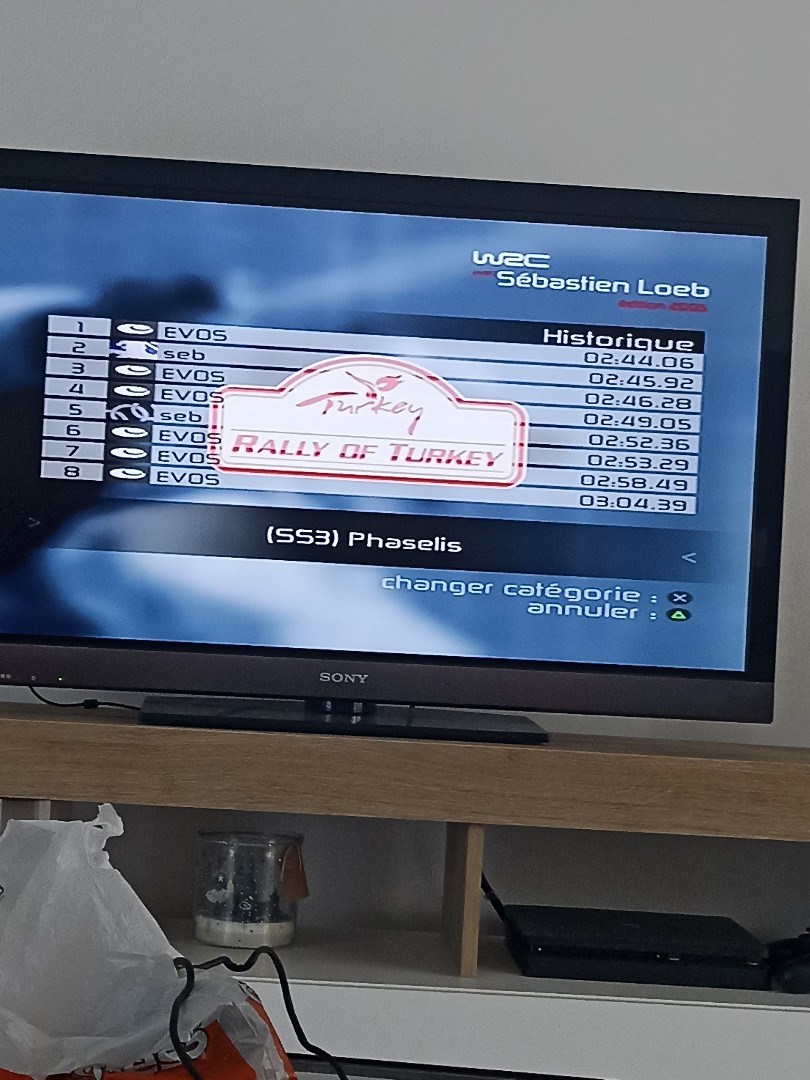 WRC
Sébastien Loeb
édition 2005
Historique
1 EVOS 02:44.06
2 seb 02:45.92
3 EVOS 02:46.28
4 EVOS 02:49.05
5 seb 02:52.36
6 EVOS 02:53.29
7 EVOS 02:58.49
8 EVOS 03:04.39
Turkey
RALLY OF TURKEY
> (SS3) Phaselis <
changer catégorie :
annuler :
SONY